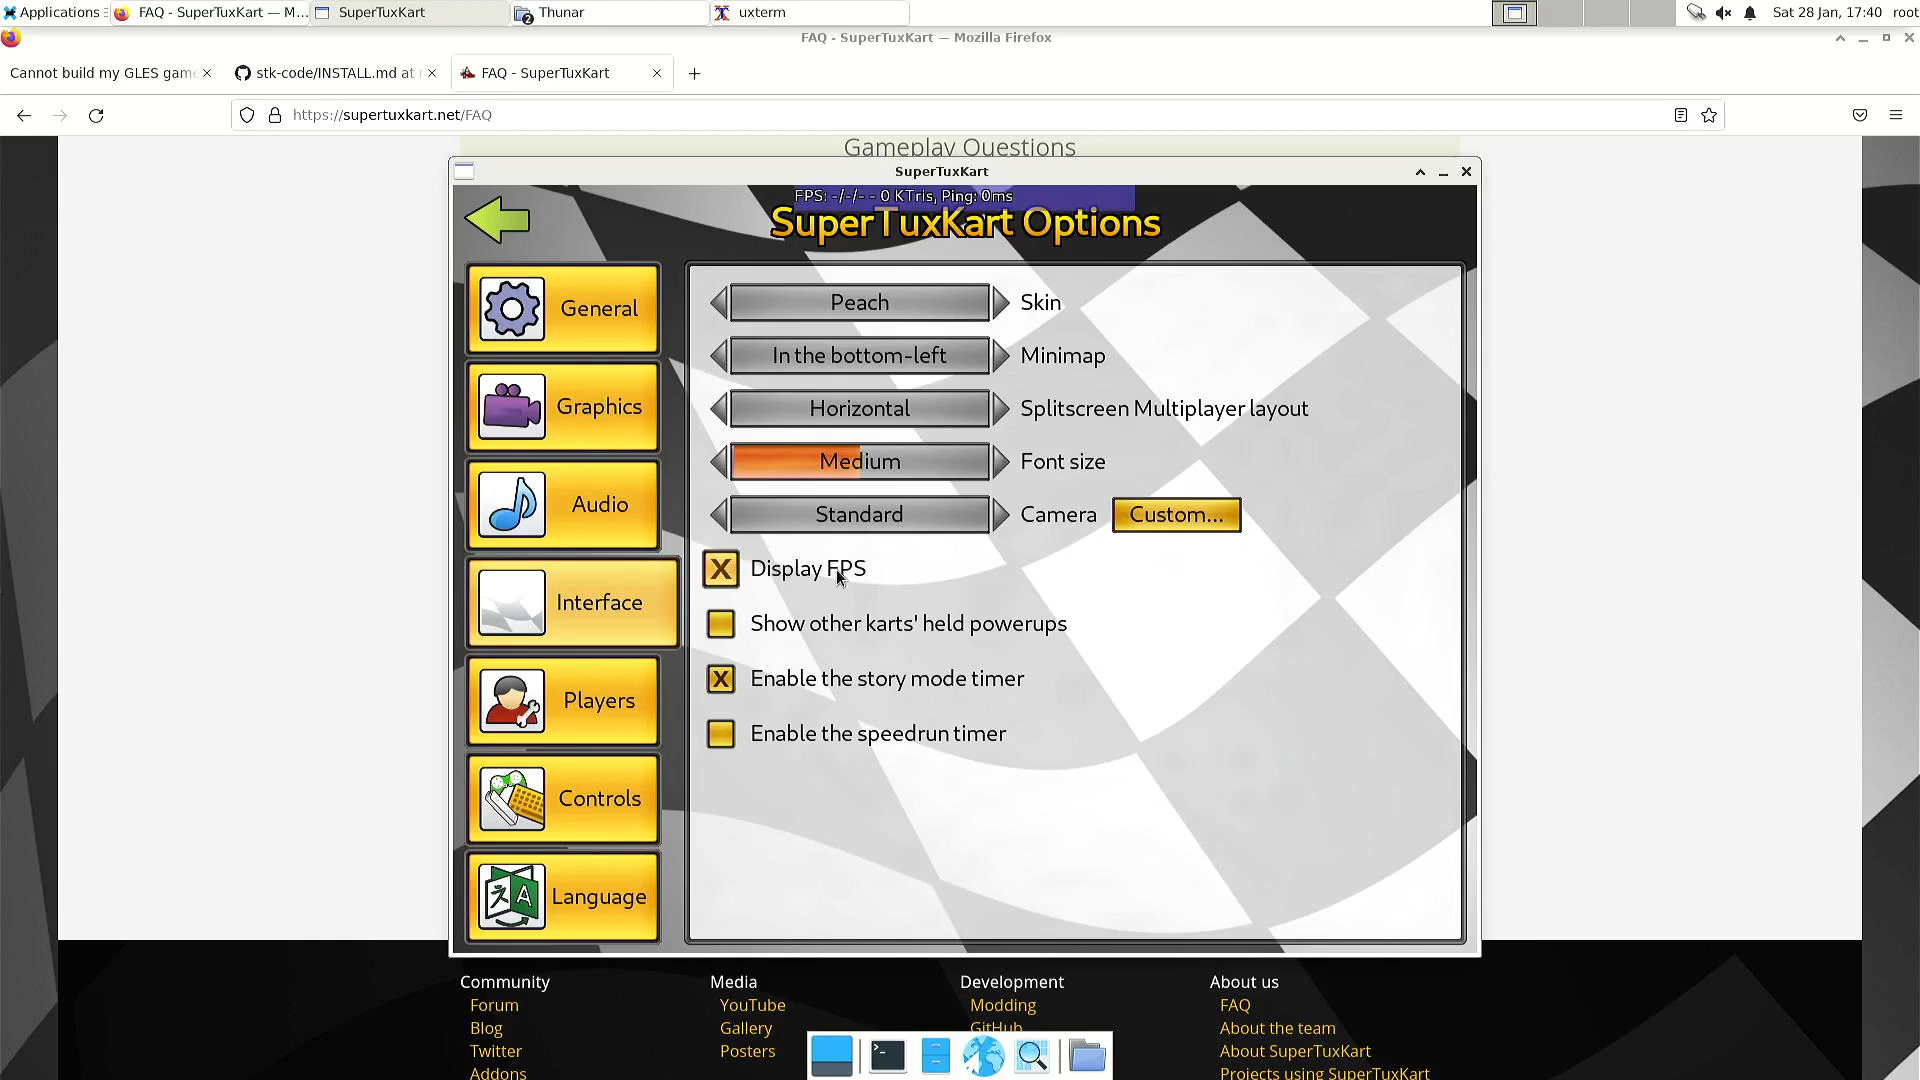 Applications
FAQ - SuperTuxKart — M...
SuperTuxKart
2
Thunar
uxterm
Sat 28 Jan, 17:40
root
FAQ - SuperTuxKart — Mozilla Firefox
Cannot build my GLES game
stk-code/INSTALL.md at
FAQ - SuperTuxKart
https://supertuxkart.net/FAQ
Gameplay Questions
SuperTuxKart
FPS: -/-/- - 0 KTris, Ping: 0ms
SuperTuxKart Options
General
Graphics
Audio
Interface
Players
Controls
Language
Peach
Skin
In the bottom-left
Minimap
Horizontal
Splitscreen Multiplayer layout
Medium
Font size
Standard
Camera
Custom...
Display FPS
Show other karts' held powerups
Enable the story mode timer
Enable the speedrun timer
Community
Forum
Blog
Twitter
Addons
Media
YouTube
Gallery
Posters
Development
Modding
GitHub
About us
FAQ
About the team
About SuperTuxKart
Projects using SuperTuxKart